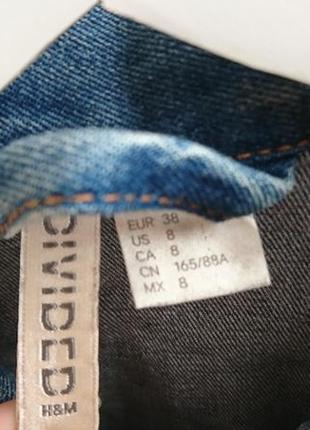 DIVIDED
H&M
EUR 38
US 8
CA 8
CN 165/88A
MX 8